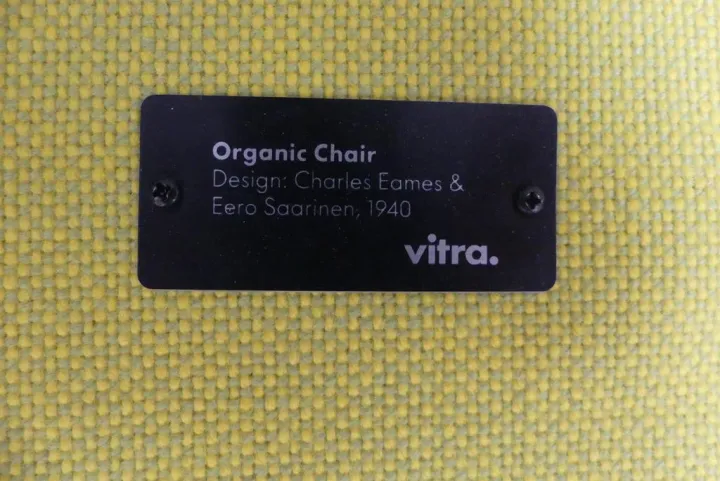 Organic Chair
Design: Charles Eames &
Eero Saarinen, 1940
vitra.